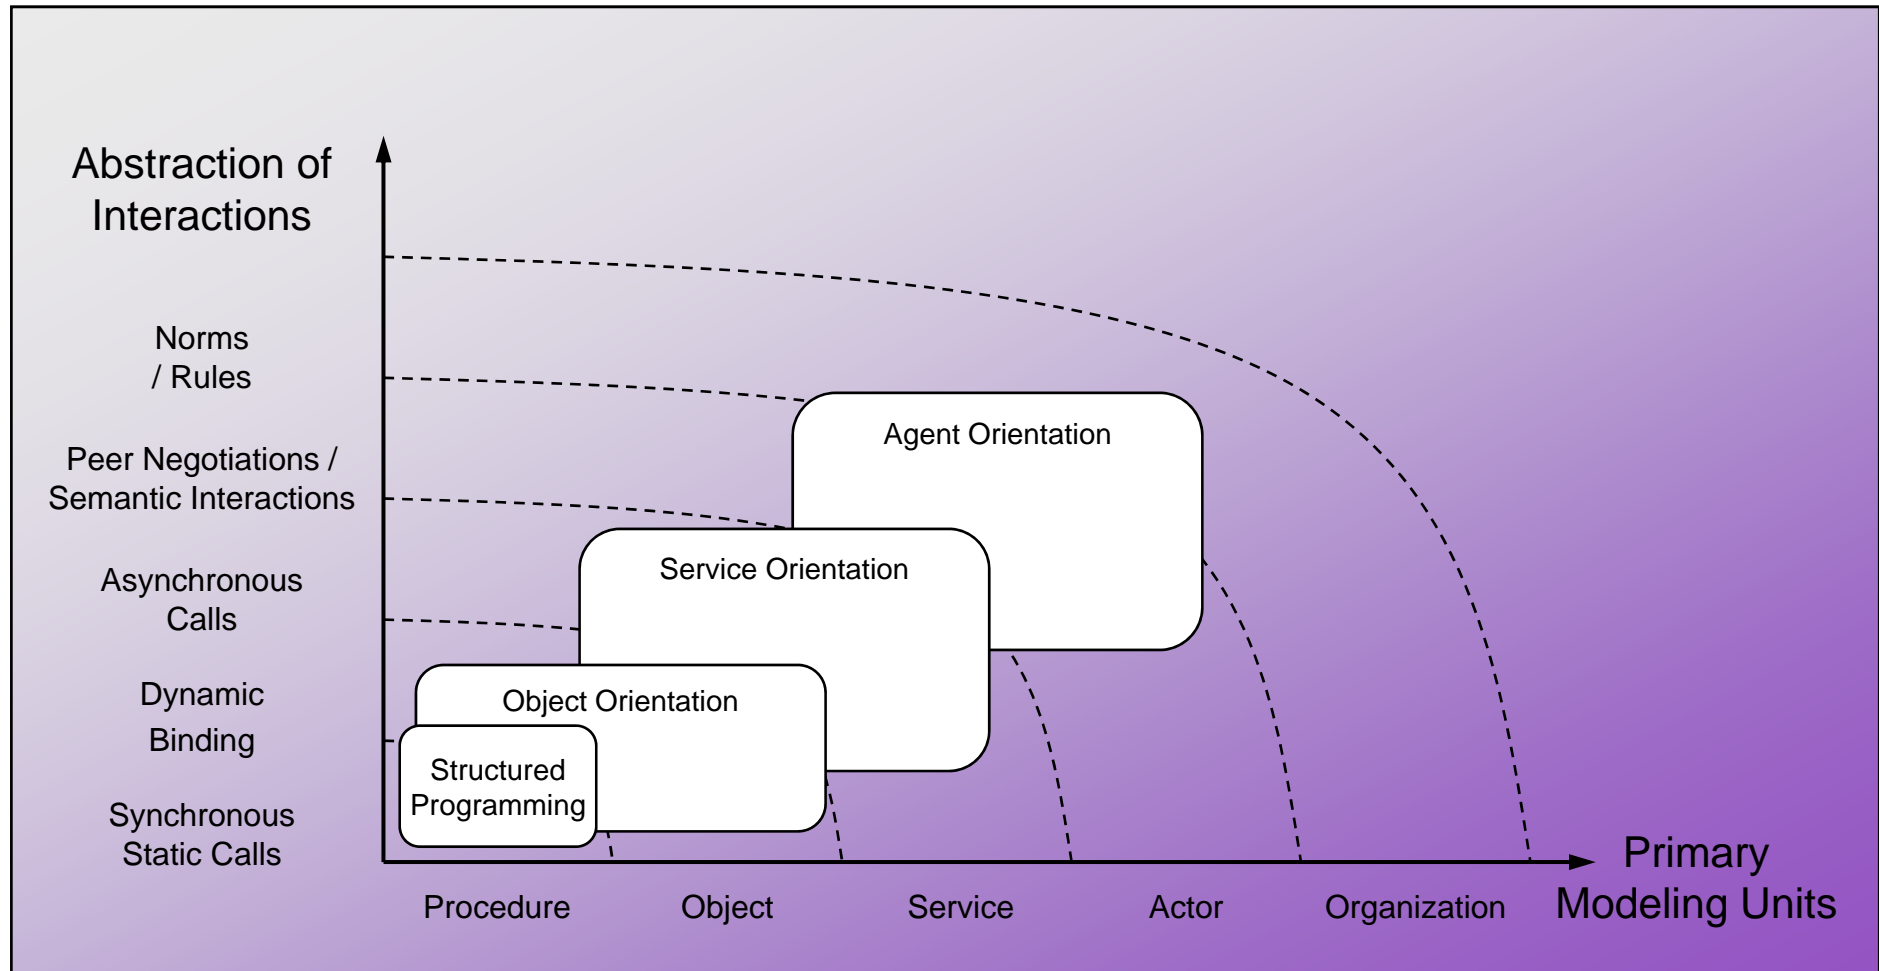 Abstraction of
Interactions
Norms
/ Rules
Peer Negotiations /
Semantic Interactions
Asynchronous
Calls
Dynamic
Binding
Synchronous
Static Calls
Agent Orientation
Service Orientation
Object Orientation
Structured
Programming
Procedure
Object
Service
Actor
Organization
Primary
Modeling Units